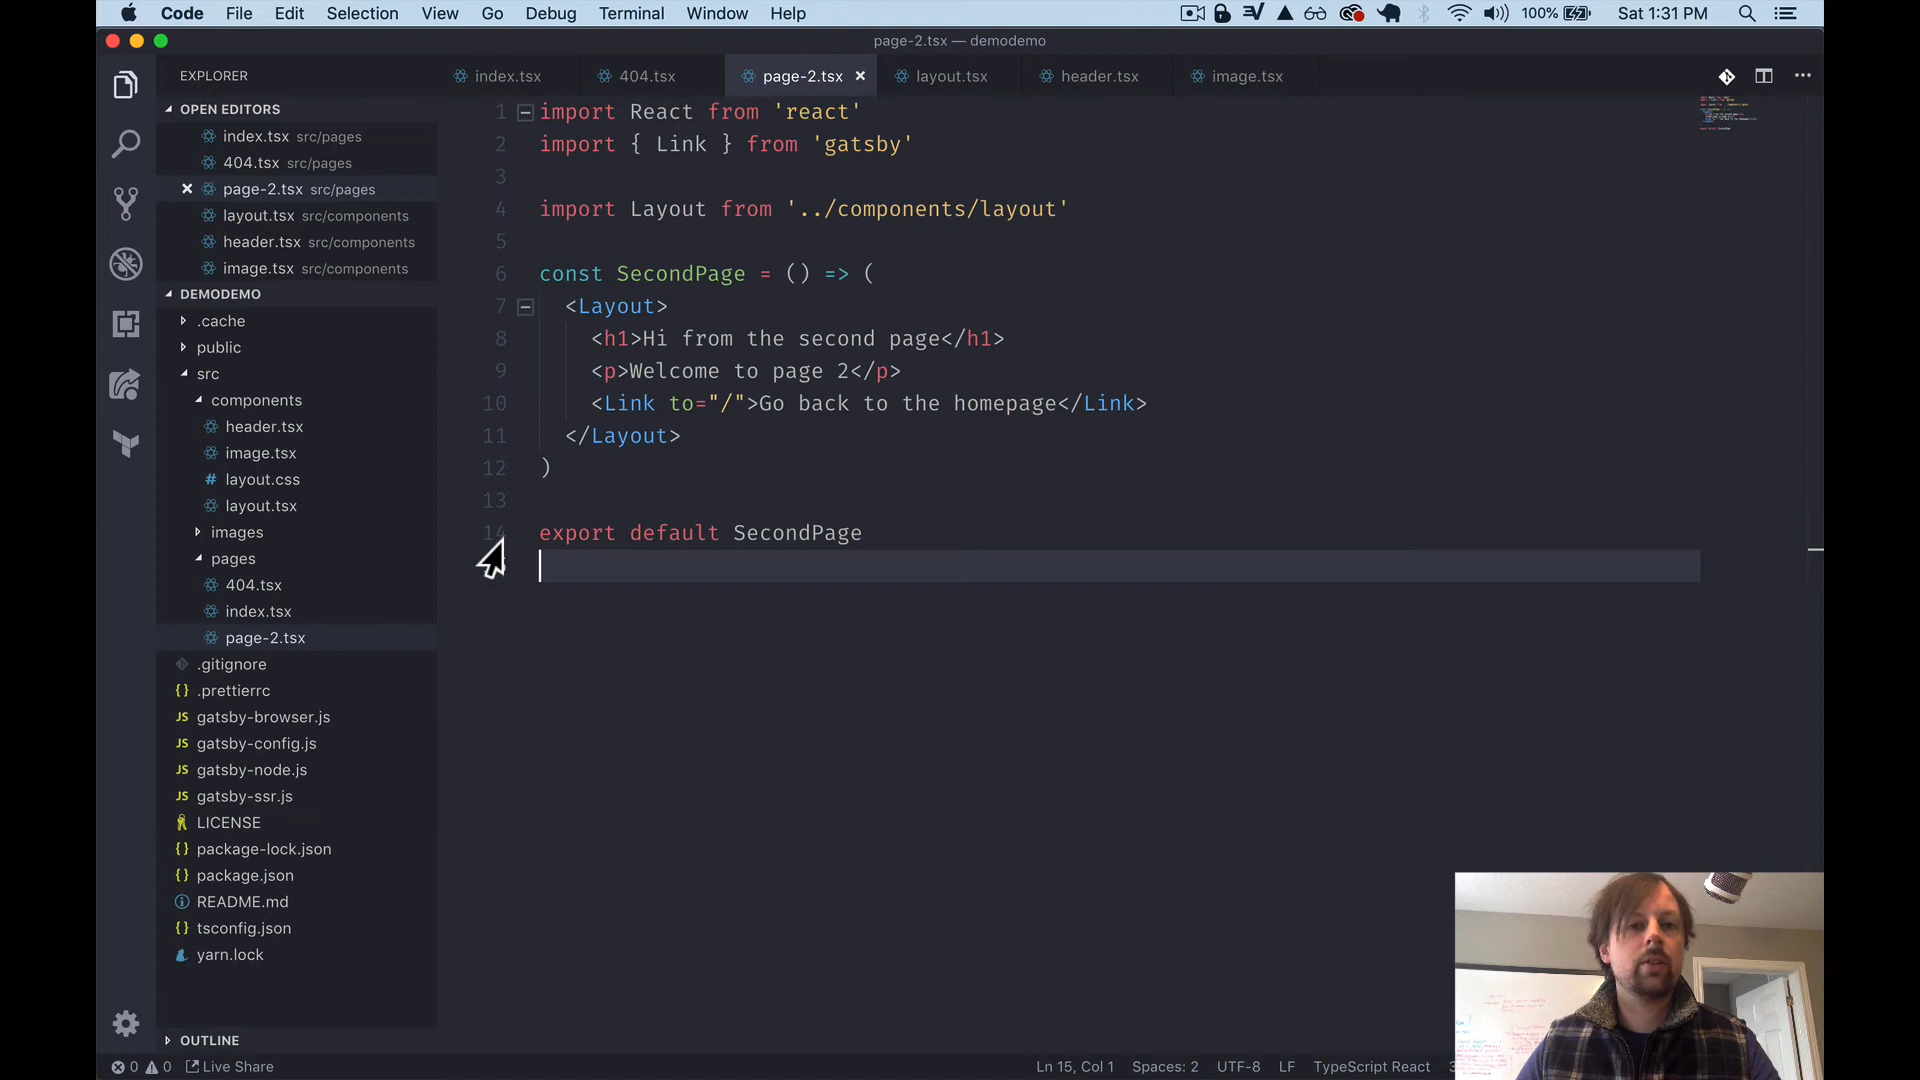 Code File Edit Selection View Go Debug Terminal Window Help 100% Sat 1:31 PM
page-2.tsx — demodemo
EXPLORER
index.tsx 404.tsx page-2.tsx layout.tsx header.tsx image.tsx
OPEN EDITORS
index.tsx src/pages
404.tsx src/pages
page-2.tsx src/pages
layout.tsx src/components
header.tsx src/components
image.tsx src/components
DEMODEMO
.cache
public
src
components
header.tsx
image.tsx
layout.css
layout.tsx
images
pages
404.tsx
index.tsx
page-2.tsx
.gitignore
.prettierrc
JS gatsby-browser.js
JS gatsby-config.js
JS gatsby-node.js
JS gatsby-ssr.js
LICENSE
package-lock.json
package.json
README.md
tsconfig.json
yarn.lock
OUTLINE
1 import React from 'react'
2 import { Link } from 'gatsby'
3
4 import Layout from '../components/layout'
5
6 const SecondPage = () => (
7 <Layout>
8 <h1>Hi from the second page</h1>
9 <p>Welcome to page 2</p>
10 <Link to="/">Go back to the homepage</Link>
11 </Layout>
12 )
13
14 export default SecondPage
0 0 Live Share Ln 15, Col 1 Spaces: 2 UTF-8 LF TypeScript React